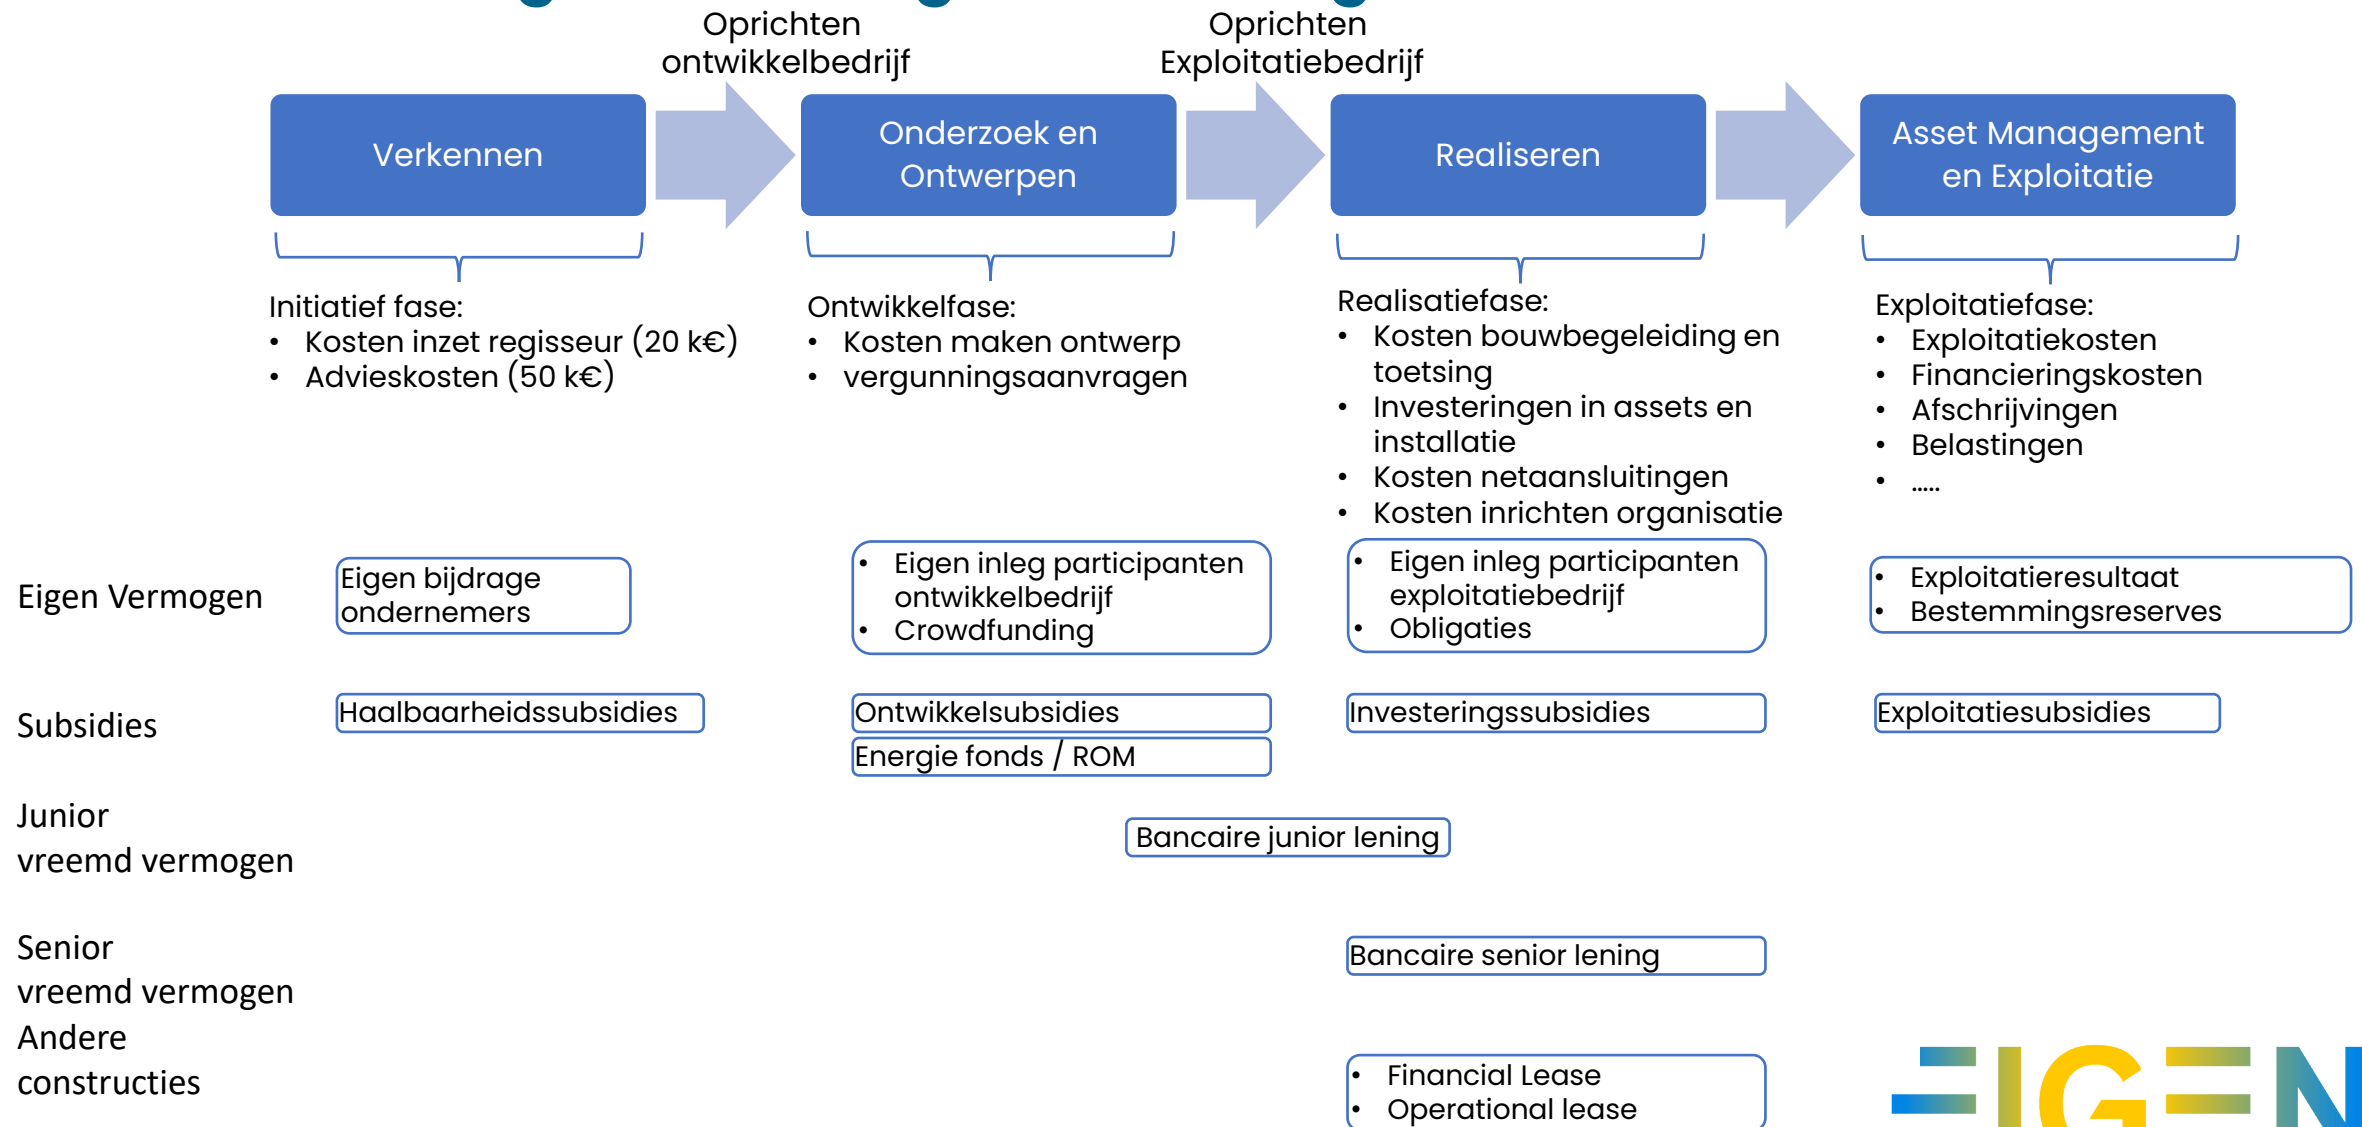 Oprichten
ontwikkelbedrijf
Oprichten
Exploitatiebedrijf
Verkennen
Onderzoek en
Ontwerpen
Realiseren
Asset Management
en Exploitatie
Initiatief fase:
• Kosten inzet regisseur (20 k€)
• Advieskosten (50 k€)
Ontwikkelfase:
• Kosten maken ontwerp
• vergunningsaanvragen
Realisatiefase:
• Kosten bouwbegeleiding en
toetsing
• Investeringen in assets en
installatie
• Kosten netaansluitingen
• Kosten inrichten organisatie
Exploitatiefase:
• Exploitatiekosten
• Financieringskosten
• Afschrijvingen
• Belastingen
• .....
Eigen Vermogen
Eigen bijdrage
ondernemers
• Eigen inleg participanten
ontwikkelbedrijf
• Crowdfunding
• Eigen inleg participanten
exploitatiebedrijf
• Obligaties
• Exploitatieresultaat
• Bestemmingsreserves
Subsidies
Haalbaarheidssubsidies
Ontwikkelsubsidies
Energie fonds / ROM
Investeringssubsidies
Exploitatiesubsidies
Junior
vreemd vermogen
Bancaire junior lening
Senior
vreemd vermogen
Bancaire senior lening
Andere
constructies
• Financial Lease
• Operational lease
EIGEN